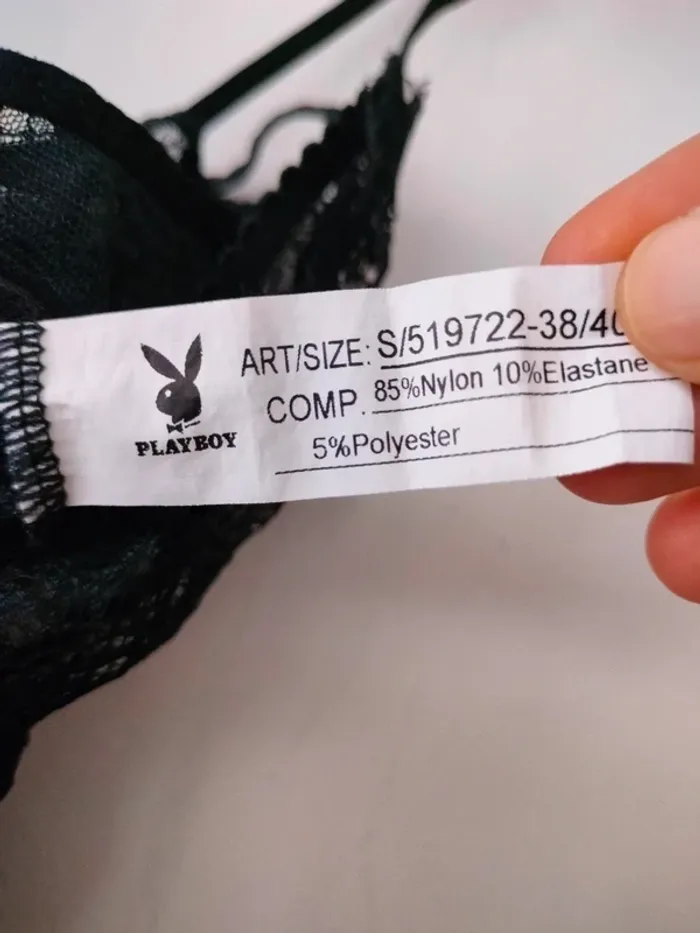 PLAYBOY
ART/SIZE: S/519722-38/40
COMP. 85%Nylon 10%Elastane
5%Polyester